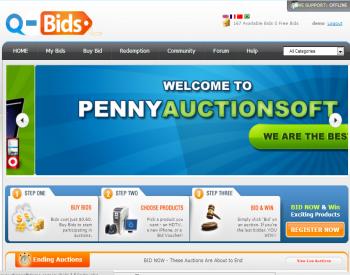 LIVE SUPPORT: OFFLINE
Q-Bids
167 Available Bids 0 Free Bids
demo Logout
HOME My Bids Buy Bid Redemption Community Forum Help All Categories
WELCOME TO
PENNYAUCTIONSOFT
WE ARE THE BES
1 STEP ONE
BUY BIDS
Bids cost just $0.60.
Buy Bids to start
participating in
auctions.
2 STEP TWO
CHOOSE PRODUCTS
Pick a product you
want - an HDTV,
a new iPhone, or a
Bid Voucher!
3 STEP THREE
BID & WIN
Simply click 'Bid'
on an auction. If you're
the last bidder, YOU
WIN!
BID NOW & Win
Exciting Products
REGISTER NOW
Ending Auctions
BID NOW - These Auctions Are About to End
View Live Auctions